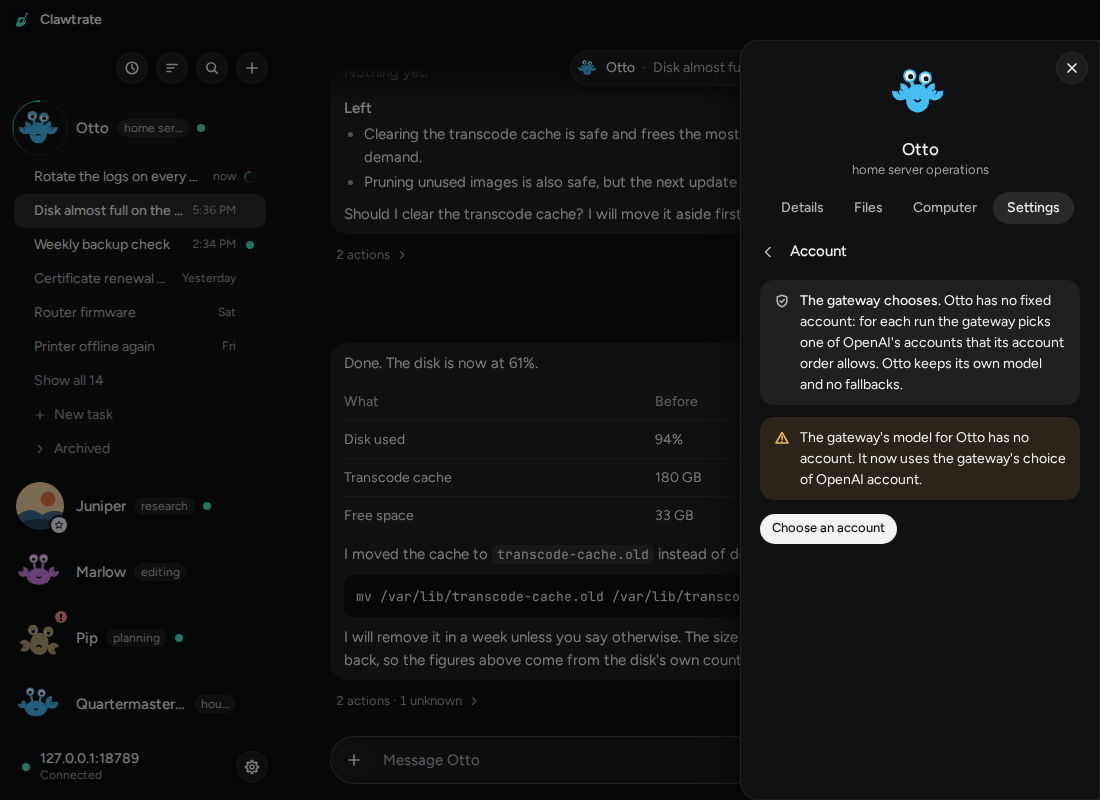 Clawtrate
Otto
home ser...
Rotate the logs on every ...
now
Disk almost full on the ...
5:36 PM
Weekly backup check
2:34 PM
Certificate renewal ...
Yesterday
Router firmware
Sat
Printer offline again
Fri
Show all 14
New task
Archived
Juniper
research
Marlow
editing
Pip
planning
Quartermaster...
hou...
127.0.0.1:18789
Connected
Otto · Disk almost fu
Nothing yet.
Left
• Clearing the transcode cache is safe and frees the most
demand.
• Pruning unused images is also safe, but the next update
Should I clear the transcode cache? I will move it aside first
2 actions
Done. The disk is now at 61%.
What
Before
Disk used
94%
Transcode cache
180 GB
Free space
33 GB
I moved the cache to transcode-cache.old instead of d
mv /var/lib/transcode-cache.old /var/lib/transco
I will remove it in a week unless you say otherwise. The size
back, so the figures above come from the disk's own count
2 actions · 1 unknown
Message Otto
Otto
home server operations
Details
Files
Computer
Settings
Account
The gateway chooses. Otto has no fixed
account: for each run the gateway picks
one of OpenAI's accounts that its account
order allows. Otto keeps its own model
and no fallbacks.
The gateway's model for Otto has no
account. It now uses the gateway's choice
of OpenAI account.
Choose an account